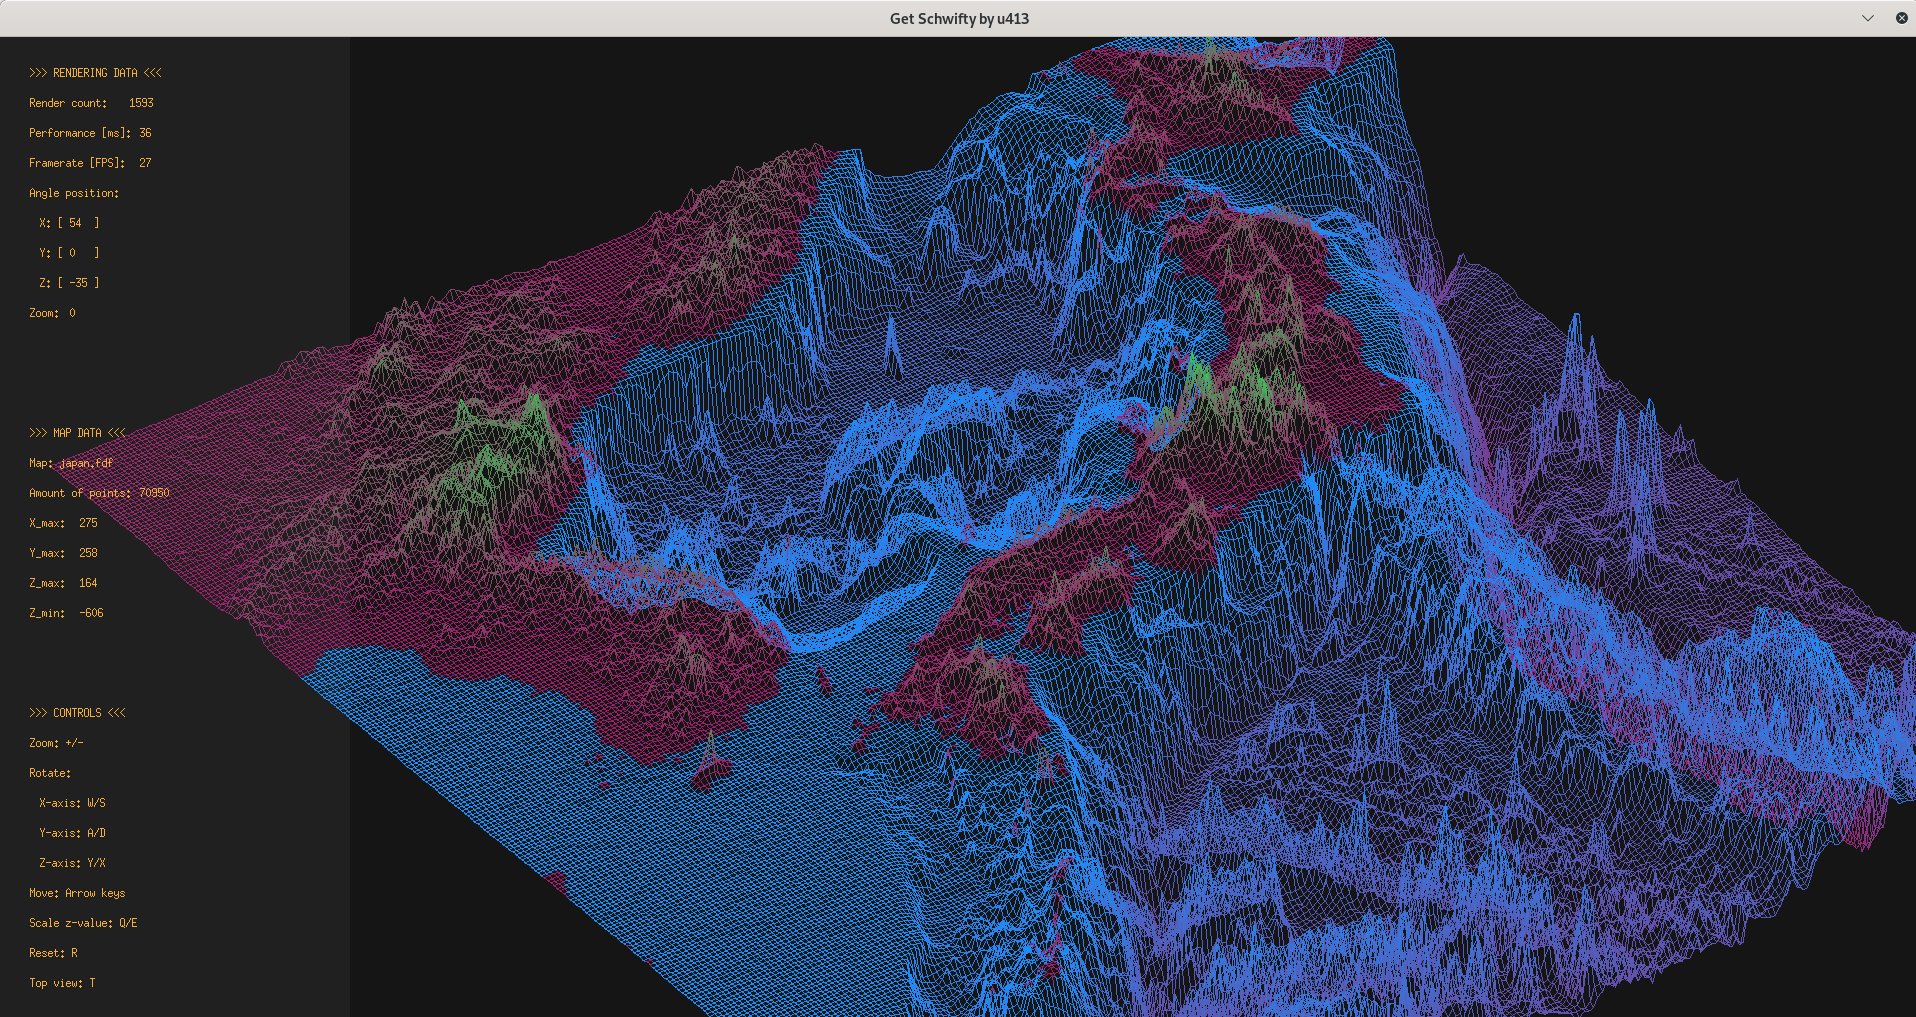 Get Schwifty by u413
>>> RENDERING DATA <<<
Render count: 1593
Performance [ms]: 36
Framerate [FPS]: 27
Angle position:
X: [ 54 ]
Y: [ 0 ]
Z: [ -35 ]
Zoom: 0
>>> MAP DATA <<<
Map: japan.fdf
Amount of points: 70950
X_max: 275
Y_max: 258
Z_max: 164
Z_min: -606
>>> CONTROLS <<<
Zoom: +/-
Rotate:
X-axis: W/S
Y-axis: A/D
Z-axis: Y/X
Move: Arrow keys
Scale z-value: Q/E
Reset: R
Top view: T